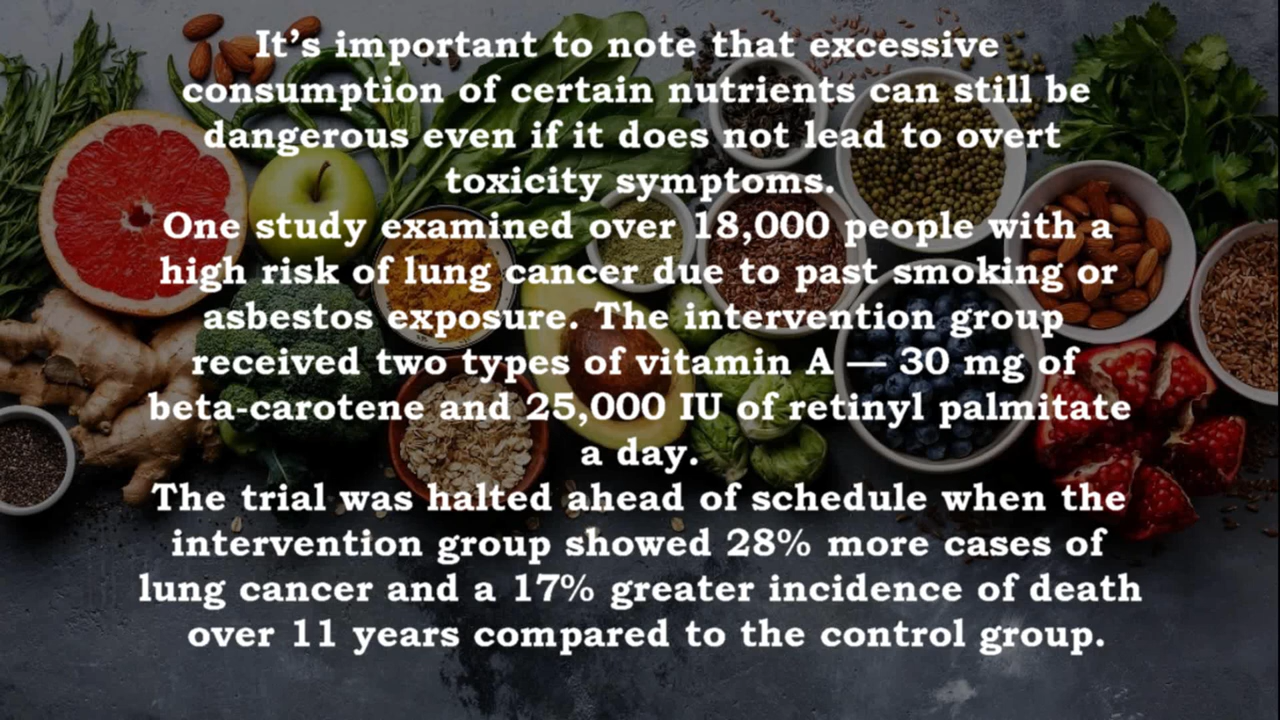 It’s important to note that excessive
consumption of certain nutrients can still be
dangerous even if it does not lead to overt
toxicity symptoms.
One study examined over 18,000 people with a
high risk of lung cancer due to past smoking or
asbestos exposure. The intervention group
received two types of vitamin A — 30 mg of
beta-carotene and 25,000 IU of retinyl palmitate
a day.
The trial was halted ahead of schedule when the
intervention group showed 28% more cases of
lung cancer and a 17% greater incidence of death
over 11 years compared to the control group.